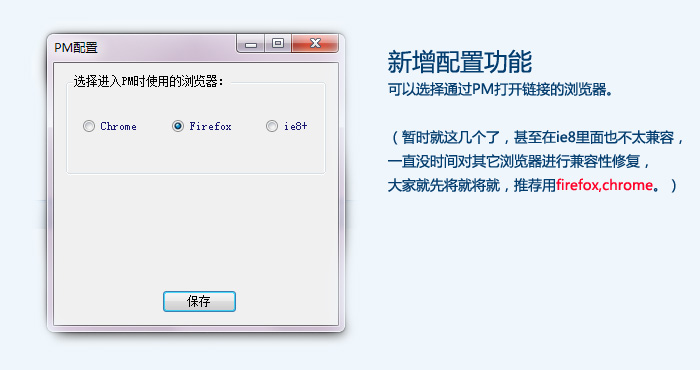 PM配置
选择进入PM时使用的浏览器：
Chrome
Firefox
ie8+
保存
新增配置功能
可以选择通过PM打开链接的浏览器。
（暂时就这几个了，甚至在ie8里面也不太兼容，
一直没时间对其它浏览器进行兼容性修复，
大家就先将就将就，推荐用firefox,chrome。）